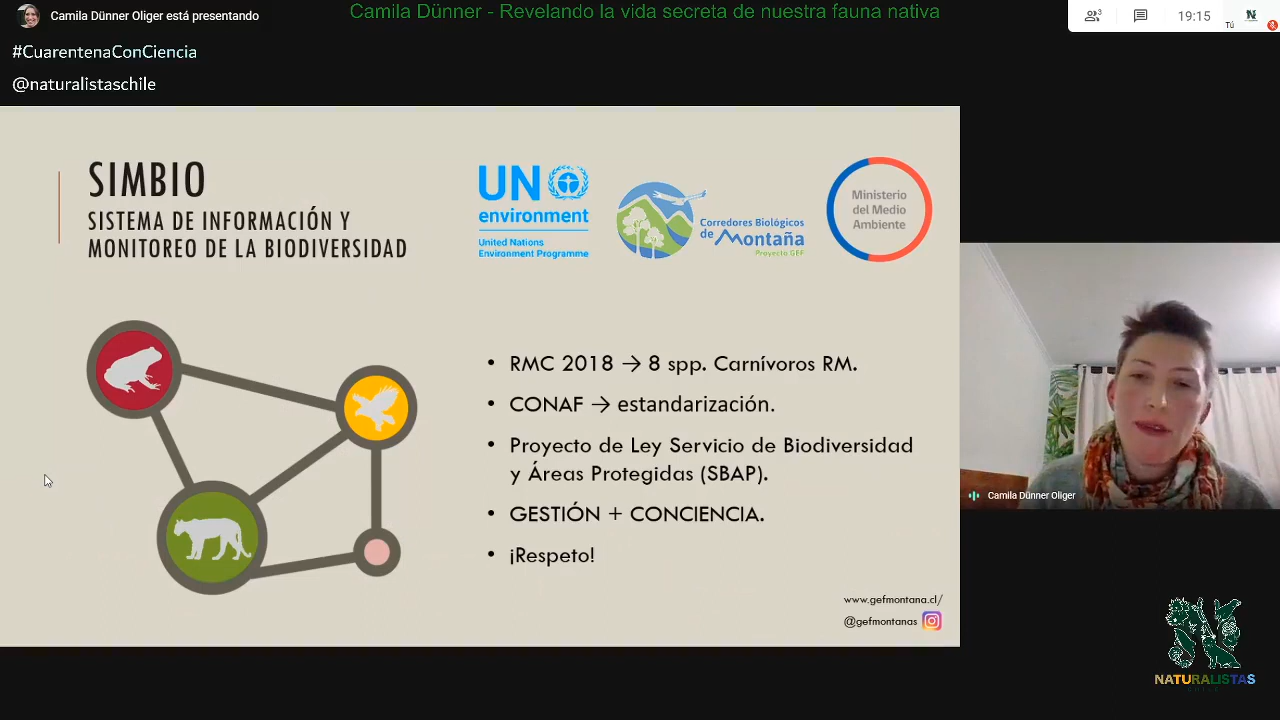 Camila Dünner Oliger está presentando
Camila Dünner - Revelando la vida secreta de nuestra fauna nativa
3
19:15
Tú
#CuarentenaConCiencia
@naturalistaschile
SIMBIO
SISTEMA DE INFORMACIÓN Y
MONITOREO DE LA BIODIVERSIDAD
UN
environment
United Nations
Environment Programme
Corredores Biológicos
de Montaña
Proyecto GEF
Ministerio
del Medio
Ambiente
• RMC 2018 → 8 spp. Carnívoros RM.
• CONAF → estandarización.
• Proyecto de Ley Servicio de Biodiversidad
y Áreas Protegidas (SBAP).
• GESTIÓN + CONCIENCIA.
• ¡Respeto!
www.gefmontana.cl/
@gefmontanas
Camila Dünner Oliger
NATURALISTAS